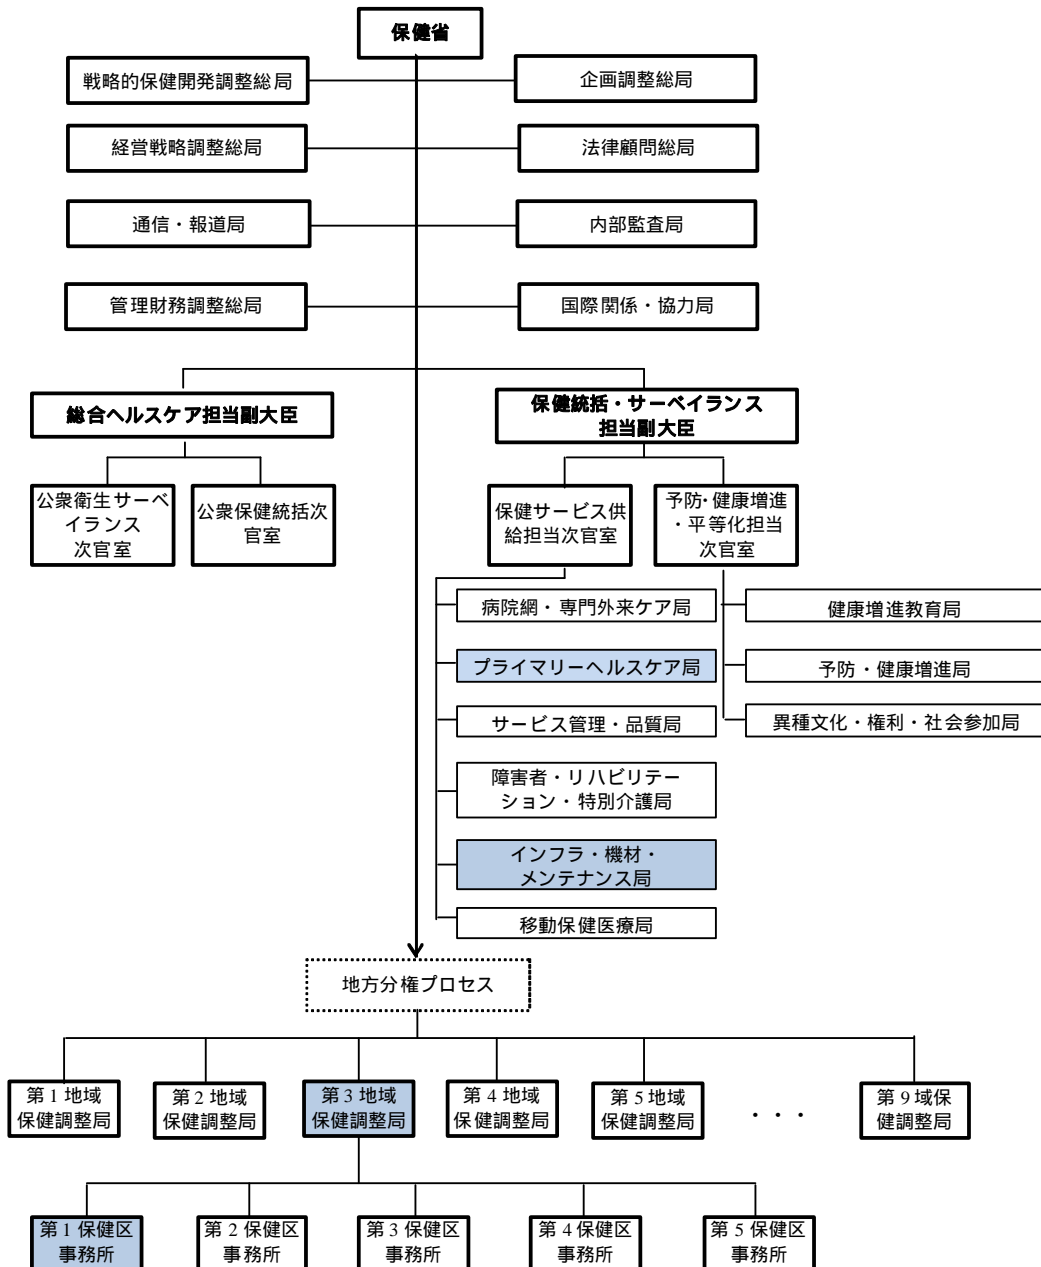 保健省
戦略的保健開発調整総局
企画調整総局
経営戦略調整総局
法律顧問総局
通信・報道局
内部監査局
管理財務調整総局
国際関係・協力局
総合ヘルスケア担当副大臣
保健統括・サーベイランス
担当副大臣
公衆衛生サーベ
イランス
次官室
公衆保健統括次
官室
保健サービス供
給担当次官室
予防・健康増進
・平等化担当
次官室
病院網・専門外来ケア局
健康増進教育局
プライマリーヘルスケア局
予防・健康増進局
サービス管理・品質局
異種文化・権利・社会参加局
障害者・リハビリテー
ション・特別介護局
インフラ・機材・
メンテナンス局
移動保健医療局
地方分権プロセス
第1地域
保健調整局
第2地域
保健調整局
第3地域
保健調整局
第4地域
保健調整局
第5地域
保健調整局
・・・
第9域保
健調整局
第1保健区
事務所
第2保健区
事務所
第3保健区
事務所
第4保健区
事務所
第5保健区
事務所